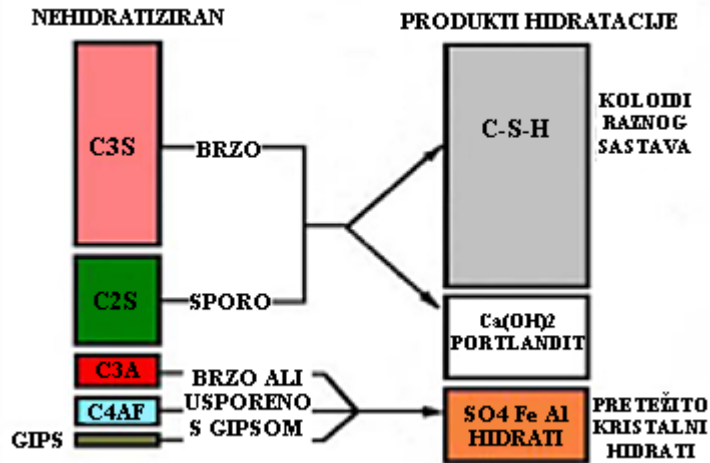 NEHIDRATIZIRAN
PRODUKTI HIDRATACIJE
C3S
BRZO
C-S-H
KOLOIDI
RAZNOG
SASTAVA
C2S
SPORO
Ca(OH)2
PORTLANDIT
C3A
BRZO ALI
C4AF
USPORENO
GIPS
S GIPSOM
SO4 Fe Al
HIDRATI
PRETEŽITO
KRISTALNI
HIDRATI